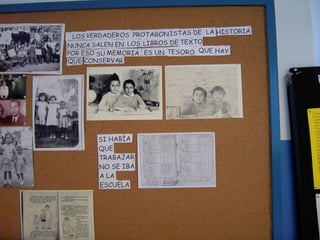 LOS VERDADEROS PROTAGONISTAS DE LA HISTORIA
NUNCA SALEN EN LOS LIBROS DE TEXTO
POR ESO SU MEMORIA ES UN TESORO QUE HAY
QUE CONSERVAR
SI HABÍA
QUE
TRABAJAR
NO SE IBA
A LA
ESCUELA